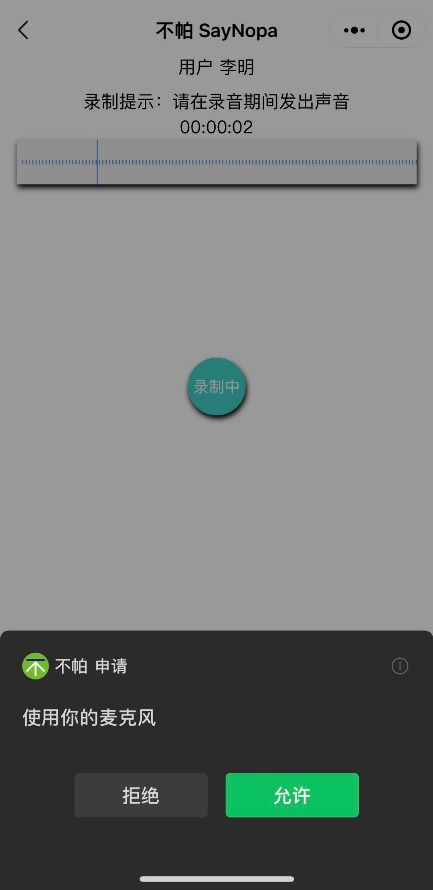 不帕 SayNopa
用户 李明
录制提示：请在录音期间发出声音
00:00:02
录制中
不帕 申请
使用你的麦克风
拒绝
允许